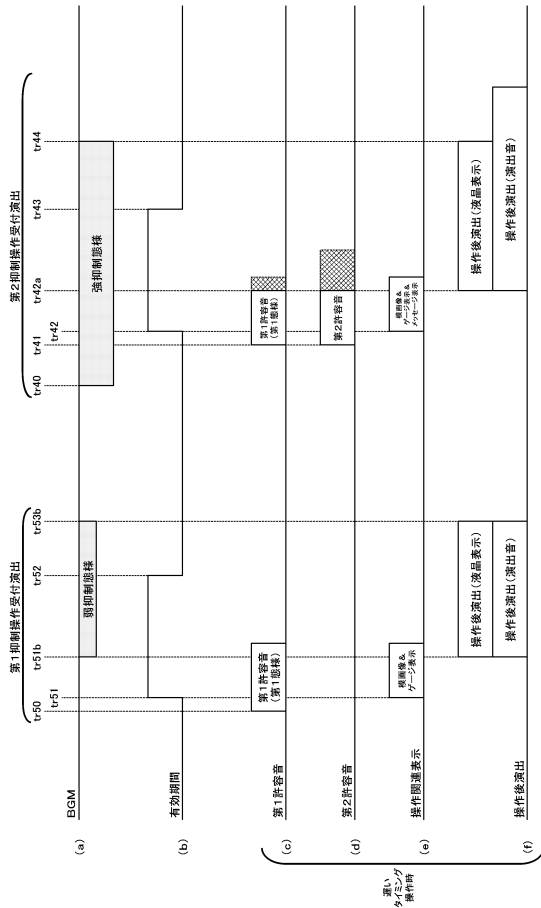 第1抑制操作受付演出
第2抑制操作受付演出
tr50
tr51
tr51b
tr52
tr53b
tr40
tr41
tr42
tr42a
tr43
tr44
(a)
BGM
弱抑制態様
強抑制態様
(b)
有効期間
(c)
第1許容音
第1許容音
(第1態様)
第1許容音
(第1態様)
(d)
第2許容音
第2許容音
(e)
操作関連表示
模画像&
ゲージ表示
模画像&
ゲージ表示&
メッセージ表示
(f)
操作後演出
操作後演出(液晶表示)
操作後演出(演出音)
操作後演出(液晶表示)
操作後演出(演出音)
遅い
タイミング
操作時